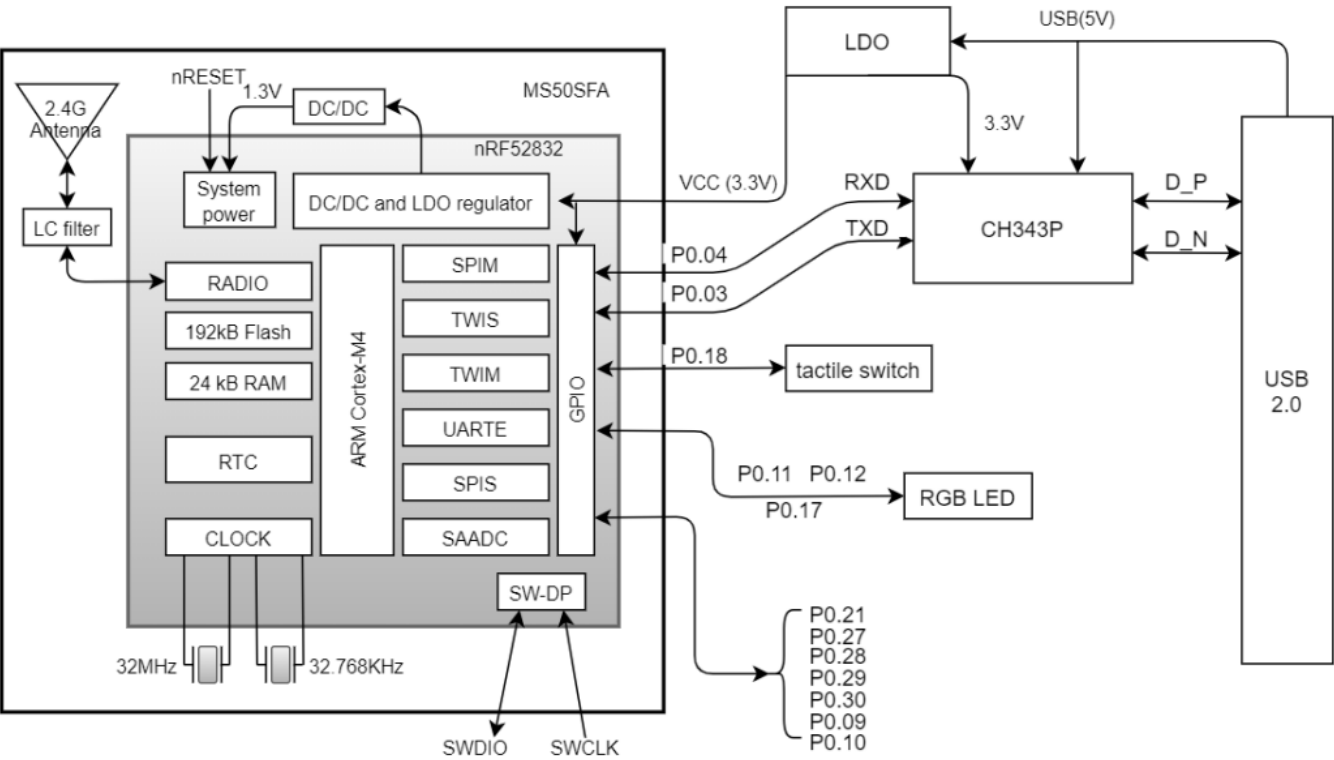 USB(5V)
LDO
nRESET
1.3V
MS50SFA
DC/DC
2.4G
Antenna
3.3V
nRF52832
System
power
DC/DC and LDO regulator
VCC (3.3V)
RXD
D_P
LC filter
TXD
CH343P
D_N
P0.04
SPIM
RADIO
P0.03
192kB Flash
TWIS
P0.18
tactile switch
24 kB RAM
TWIM
ARM Cortex-M4
GPIO
USB
2.0
UARTE
RTC
SPIS
P0.11 P0.12
P0.17
RGB LED
CLOCK
SAADC
SW-DP
32MHz
32.768KHz
P0.21
P0.27
P0.28
P0.29
P0.30
P0.09
P0.10
SWDIO
SWCLK